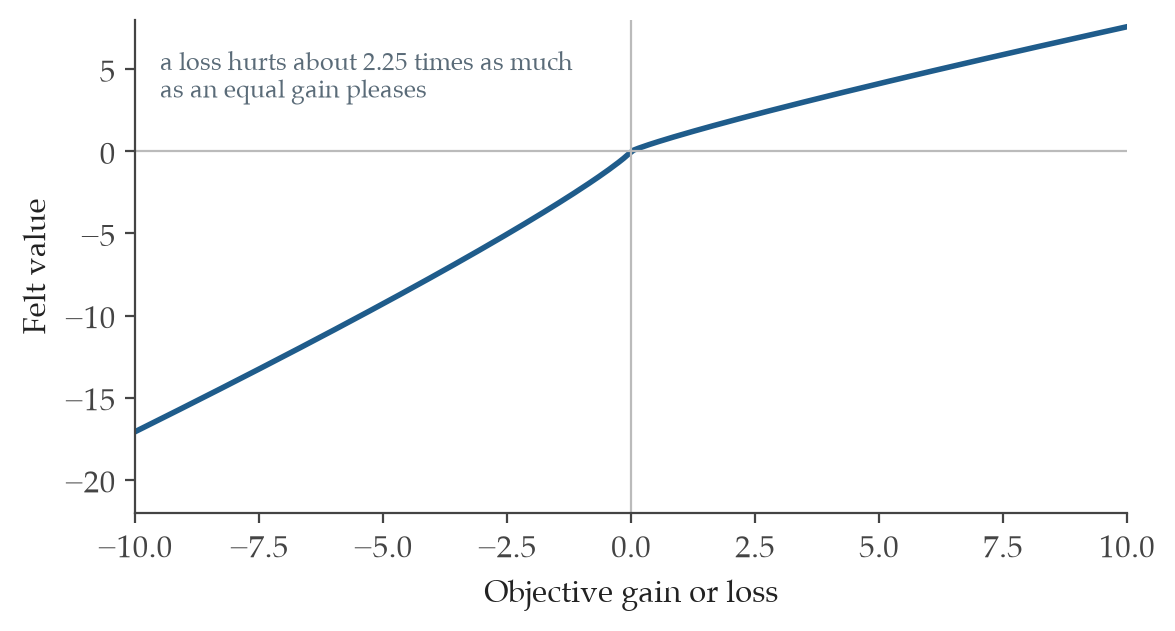 a loss hurts about 2.25 times as much
as an equal gain pleases
5
0
−5
−10
−15
−20
Felt value
−10.0 −7.5 −5.0 −2.5 0.0 2.5 5.0 7.5 10.0
Objective gain or loss